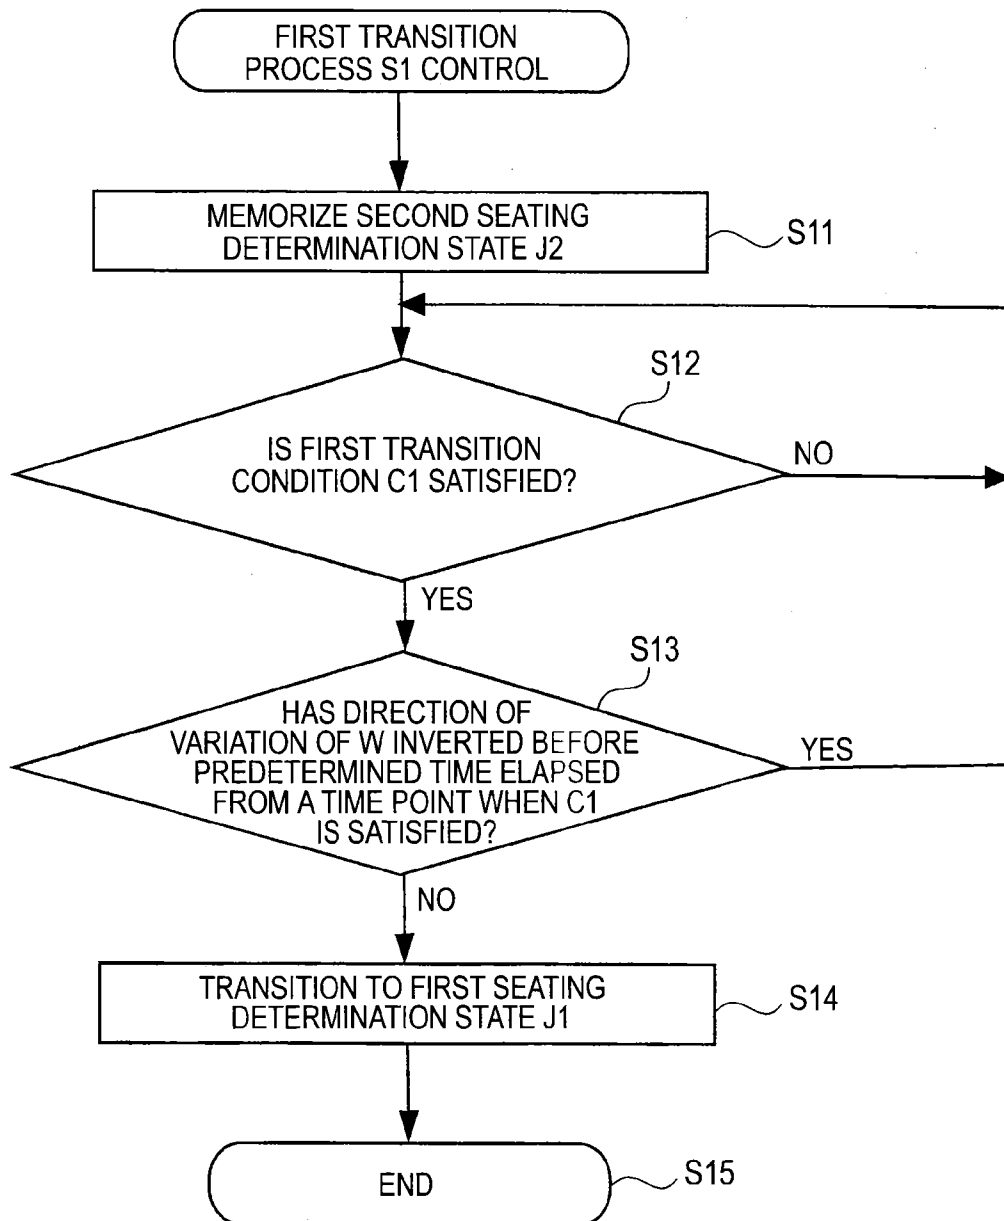 FIRST TRANSITION
PROCESS S1 CONTROL
MEMORIZE SECOND SEATING
DETERMINATION STATE J2
S11
S12
IS FIRST TRANSITION
CONDITION C1 SATISFIED?
NO
YES
S13
HAS DIRECTION OF
VARIATION OF W INVERTED BEFORE
PREDETERMINED TIME ELAPSED
FROM A TIME POINT WHEN C1
IS SATISFIED?
YES
NO
TRANSITION TO FIRST SEATING
DETERMINATION STATE J1
S14
END
S15